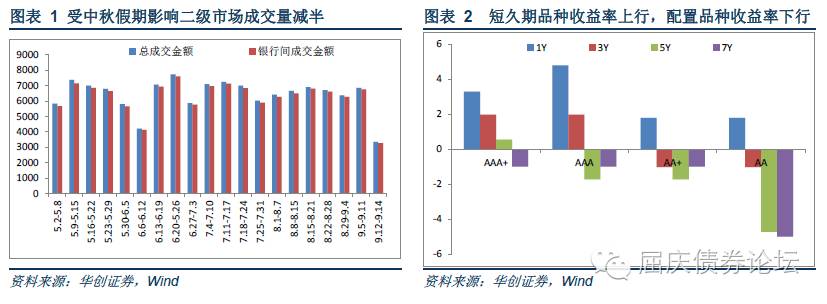 图表 1 受中秋假期影响二级市场成交量减半
总成交金额 银行间成交金额
9000
8000
7000
6000
5000
4000
3000
2000
1000
0
5.2-5.8 5.9-5.15 5.16-5.22 5.23-5.29 5.30-6.5 6.6-6.12 6.13-6.19 6.20-5.26 6.27-7.3 7.4-7.10 7.11-7.17 7.18-7.24 7.25-7.31 8.1-8.7 8.8-8.15 8.15-8.21 8.22-8.28 8.29-9.4 9.5-9.11 9.12-9.14
资料来源：华创证券，Wind
图表 2 短久期品种收益率上行，配置品种收益率下行
1Y 3Y 5Y 7Y
6
4
2
0
-2
-4
-6
AAA+ AAA AA+ AA
资料来源：华创证券，Wind
屈庆债券论坛